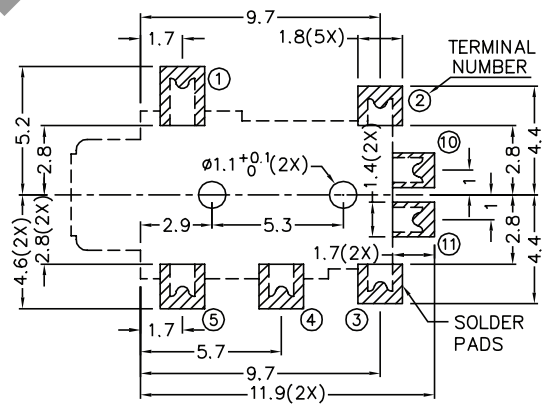 9.7
1.7
1.8(5X)
TERMINAL
NUMBER
1
2
5.2
2.8
ø1.1+0.1 0(2X)
1.4(2X)
10
1
2.8
4.4
2.9
5.3
4.6(2X)
2.8(2X)
1.7(2X)
11
1
2.8
4.4
1.7
5
4
3
SOLDER
PADS
5.7
9.7
11.9(2X)